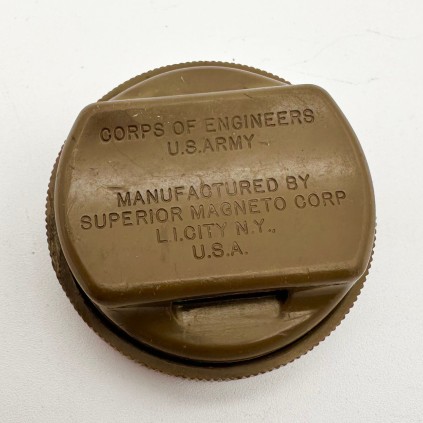 CORPS OF ENGINEERS
U.S.ARMY
MANUFACTURED BY
SUPERIOR MAGNETO CORP
L.I.CITY N.Y.,
U.S.A.